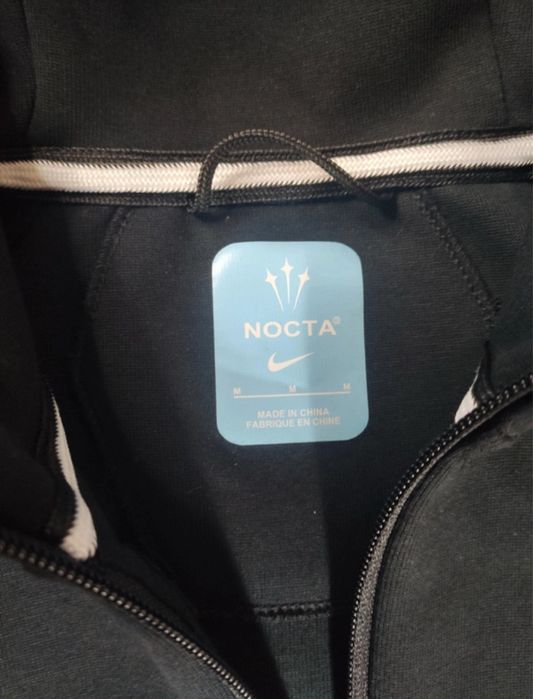 NOCTA
M M M
MADE IN CHINA
FABRIQUE EN CHINE